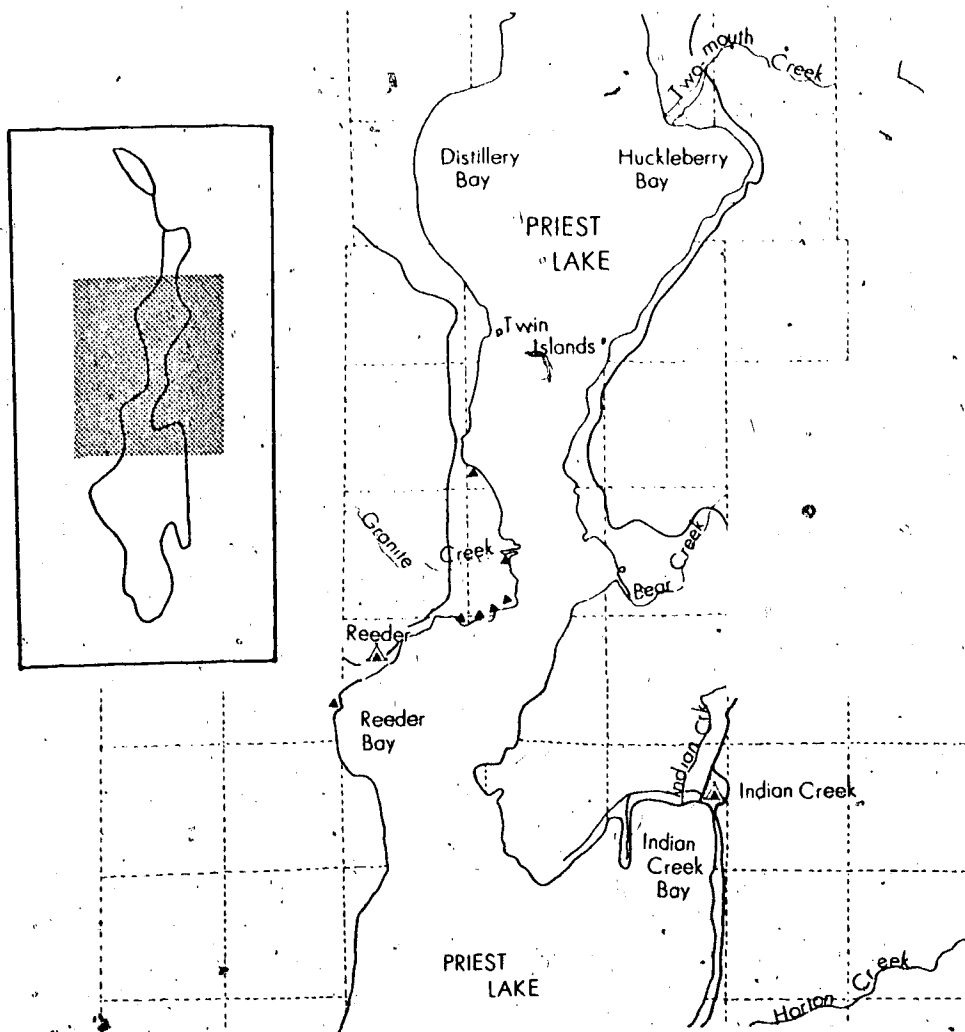 Two-mouth Creek
Distillery
Bay
Huckleberry
Bay
PRIEST
LAKE
Twin
Islands
Granite Creek
Bear Creek
Reeder
Reeder
Bay
Indian Crk
Indian Creek
Indian
Creek
Bay
PRIEST
LAKE
Horton Creek